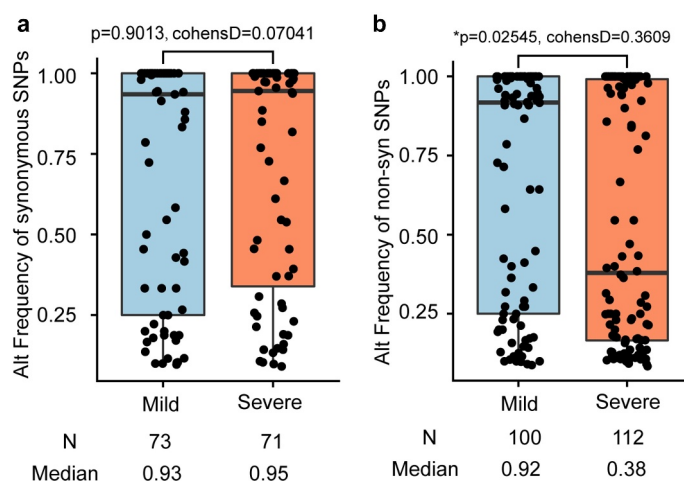 a
p=0.9013, cohensD=0.07041
Alt Frequency of synonymous SNPs
1.00
0.75
0.50
0.25
Mild Severe
N 73 71
Median 0.93 0.95
b
*p=0.02545, cohensD=0.3609
Alt Frequency of non-syn SNPs
1.00
0.75
0.50
0.25
Mild Severe
N 100 112
Median 0.92 0.38